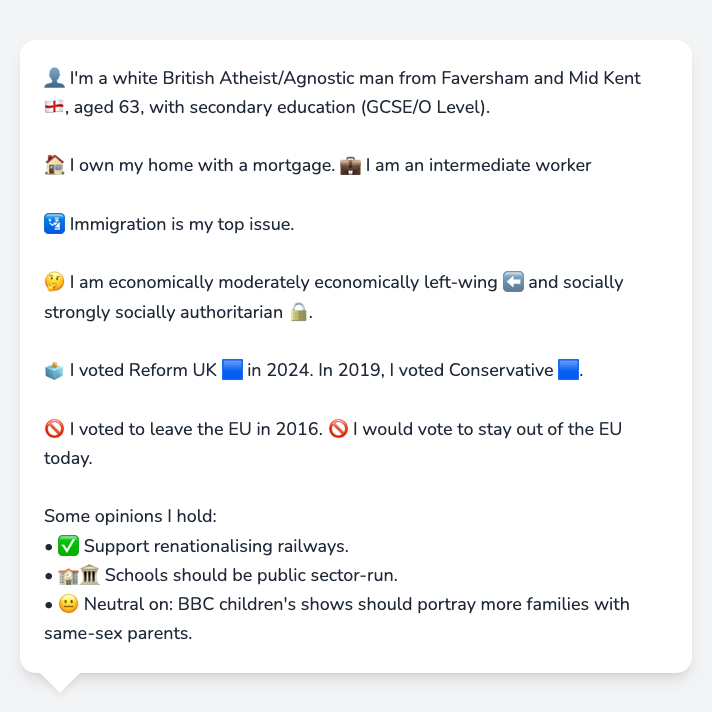 👤 I'm a white British Atheist/Agnostic man from Faversham and Mid Kent
🏴󠁧󠁢󠁥󠁮󠁧󠁿, aged 63, with secondary education (GCSE/O Level).
🏠 I own my home with a mortgage. 💼 I am an intermediate worker
🛂 Immigration is my top issue.
🤔 I am economically moderately economically left-wing ⬅️ and socially
strongly socially authoritarian 🔒.
🗳️ I voted Reform UK 🟦 in 2024. In 2019, I voted Conservative 🟦.
🚫 I voted to leave the EU in 2016. 🚫 I would vote to stay out of the EU
today.
Some opinions I hold:
• ✅ Support renationalising railways.
• 🏫🏛️ Schools should be public sector-run.
• 😐 Neutral on: BBC children's shows should portray more families with
same-sex parents.